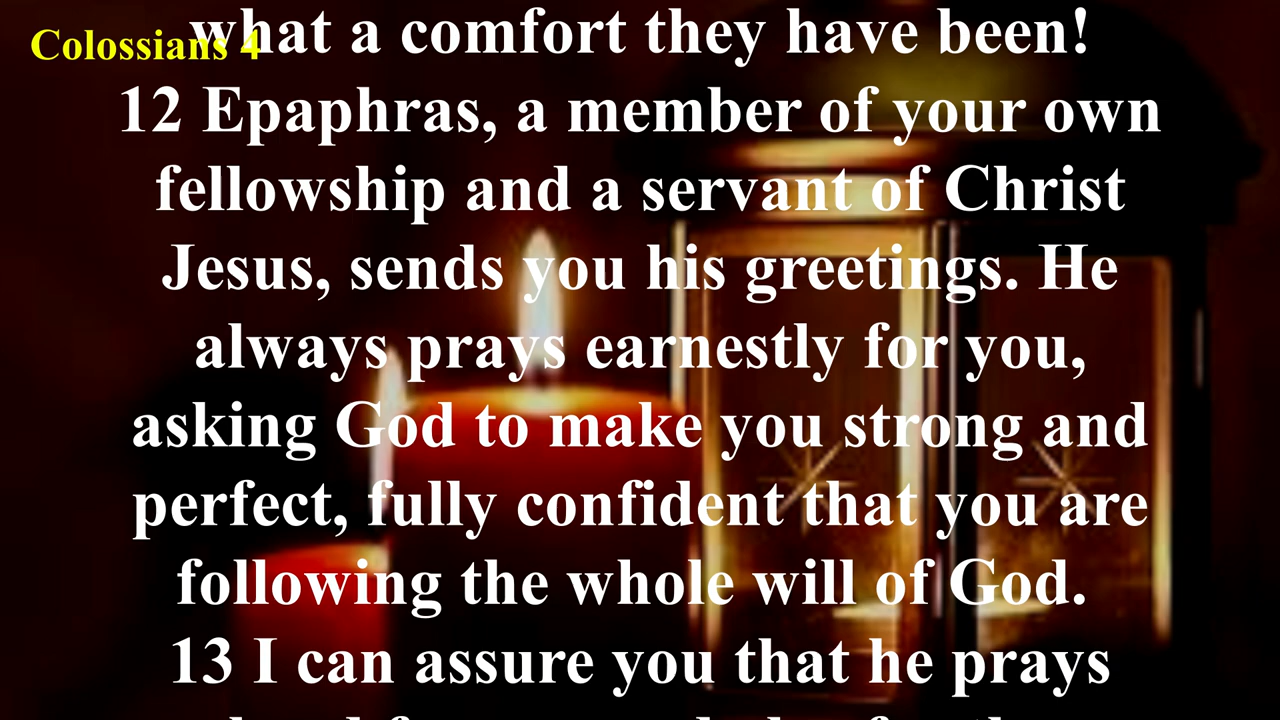 Colossians 4
what a comfort they have been!
12 Epaphras, a member of your own
fellowship and a servant of Christ
Jesus, sends you his greetings. He
always prays earnestly for you,
asking God to make you strong and
perfect, fully confident that you are
following the whole will of God.
13 I can assure you that he prays